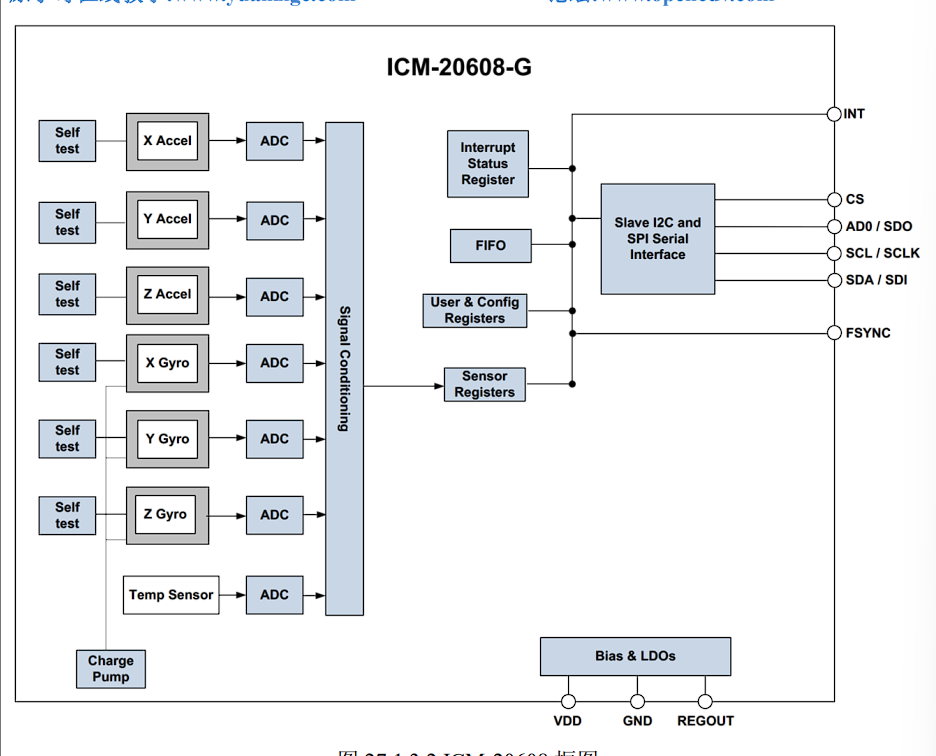 ICM-20608-G
Self
test
X Accel
ADC
Self
test
Y Accel
ADC
Self
test
Z Accel
ADC
Self
test
X Gyro
ADC
Self
test
Y Gyro
ADC
Self
test
Z Gyro
ADC
Temp Sensor
ADC
Charge
Pump
Signal Conditioning
Interrupt
Status
Register
FIFO
User & Config
Registers
Sensor
Registers
Slave I2C and
SPI Serial
Interface
INT
CS
AD0 / SDO
SCL / SCLK
SDA / SDI
FSYNC
Bias & LDOs
VDD
GND
REGOUT